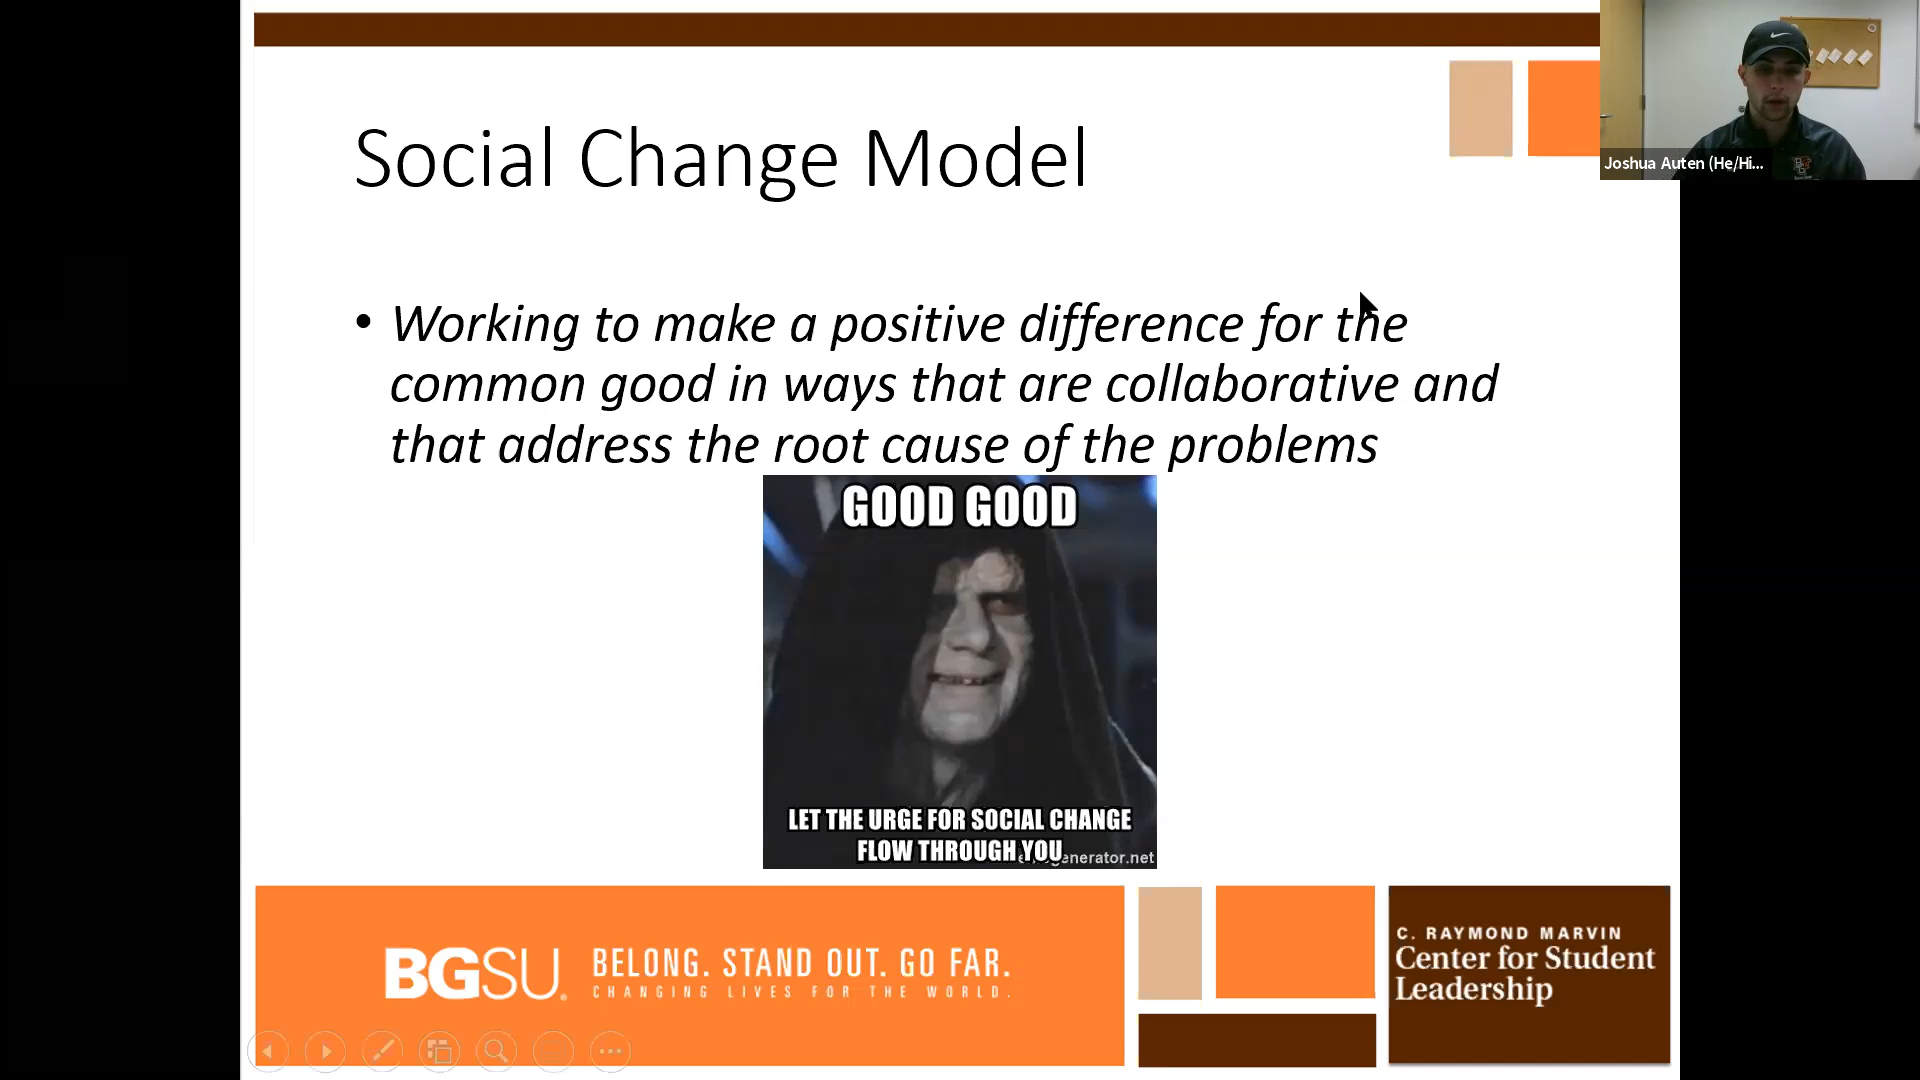 Social Change Model
Joshua Auten (He/Hi...
• Working to make a positive difference for the
common good in ways that are collaborative and
that address the root cause of the problems
GOOD GOOD
LET THE URGE FOR SOCIAL CHANGE
FLOW THROUGH YOU
enerator.net
BGSU.
BELONG. STAND OUT. GO FAR.
CHANGING LIVES FOR THE WORLD.
C. RAYMOND MARVIN
Center for Student
Leadership